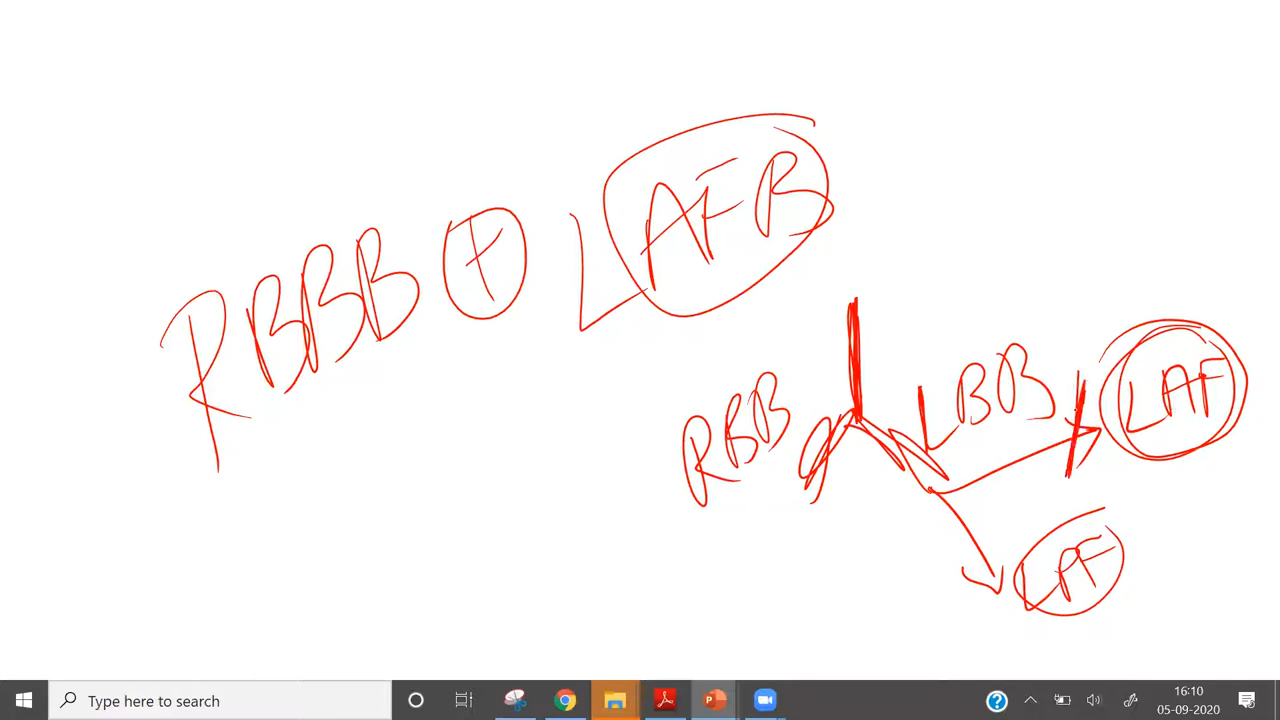 RBBB + LAFB
RBB LBB LAF
LPF
Type here to search
16:10
05-09-2020